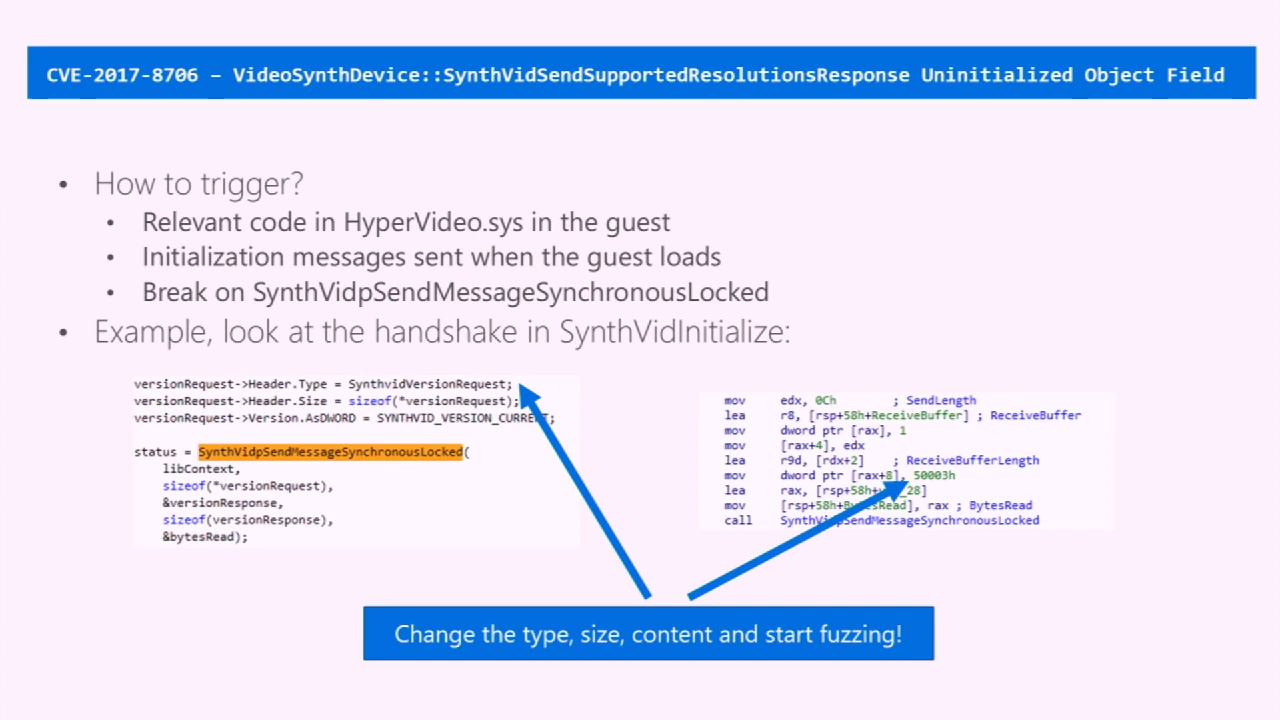 CVE-2017-8706 – VideoSynthDevice::SynthVidSendSupportedResolutionsResponse Uninitialized Object Field
• How to trigger?
• Relevant code in HyperVideo.sys in the guest
• Initialization messages sent when the guest loads
• Break on SynthVidpSendMessageSynchronousLocked
• Example, look at the handshake in SynthVidInitialize:
versionRequest->Header.Type = SynthvidVersionRequest;
versionRequest->Header.Size = sizeof(*versionRequest);
versionRequest->Version.AsDWORD = SYNTHVID_VERSION_CURRENT;
status = SynthVidpSendMessageSynchronousLocked(
libContext,
sizeof(*versionRequest),
&versionResponse,
sizeof(versionResponse),
&bytesRead);
mov edx, 0Ch ; SendLength
lea r8, [rsp+58h+ReceiveBuffer] ; ReceiveBuffer
mov dword ptr [rax], 1
mov [rax+4], edx
lea r9d, [rdx+2] ; ReceiveBufferLength
mov dword ptr [rax+8], 50003h
lea rax,
mov [rsp+58h+BytesRead], rax ; BytesRead
call SynthVidpSendMessageSynchronousLocked
Change the type, size, content and start fuzzing!